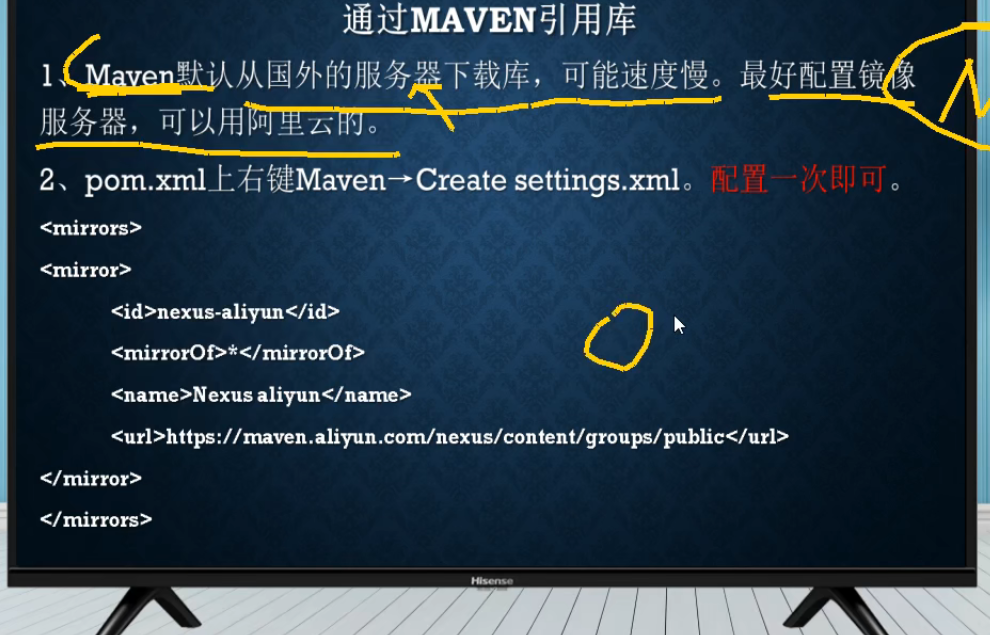 通过MAVEN引用库
1、Maven默认从国外的服务器下载库，可能速度慢。最好配置镜像
服务器，可以用阿里云的。
2、pom.xml上右键Maven→Create settings.xml。配置一次即可。
<mirrors>
<mirror>
<id>nexus-aliyun</id>
<mirrorOf>*</mirrorOf>
<name>Nexus aliyun</name>
<url>https://maven.aliyun.com/nexus/content/groups/public</url>
</mirror>
</mirrors>
Hisense